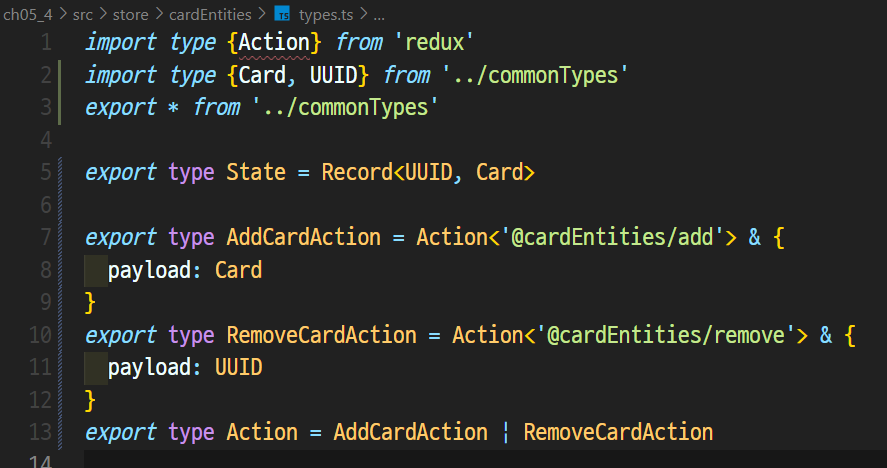 ch05_4 > src > store > cardEntities > TS types.ts > ...
1 import type {Action} from 'redux'
2 import type {Card, UUID} from '../commonTypes'
3 export * from '../commonTypes'
4
5 export type State = Record<UUID, Card>
6
7 export type AddCardAction = Action<'@cardEntities/add'> & {
8   payload: Card
9 }
10 export type RemoveCardAction = Action<'@cardEntities/remove'> & {
11   payload: UUID
12 }
13 export type Action = AddCardAction | RemoveCardAction
14